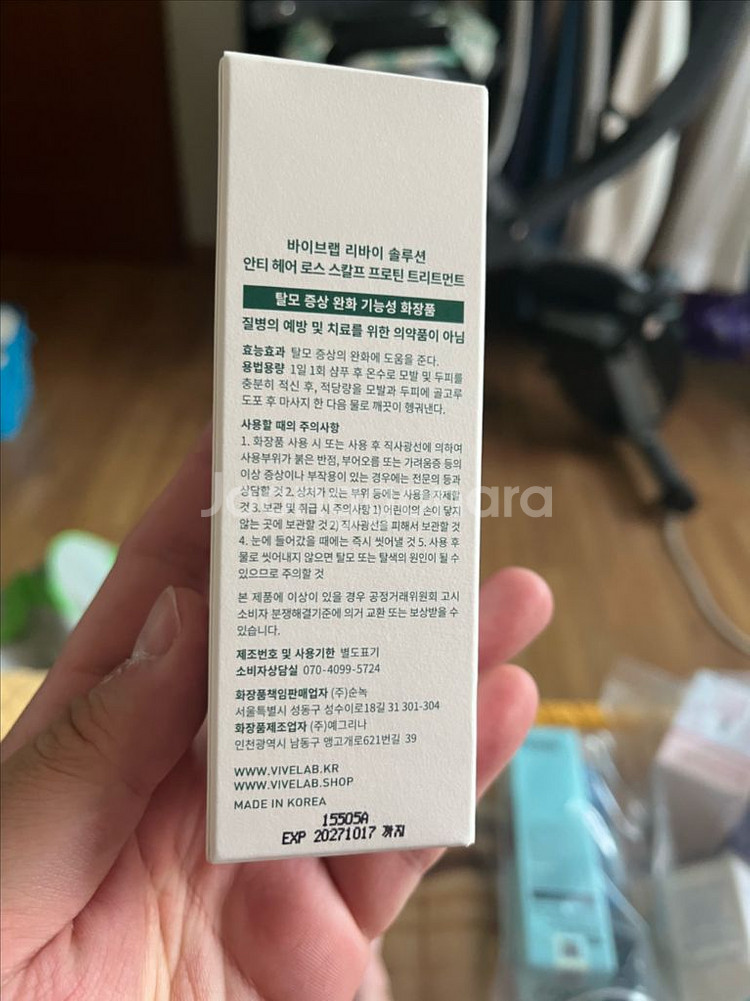 바이브랩 리바이 솔루션
안티 헤어 로스 스칼프 프로틴 트리트먼트
탈모 증상 완화 기능성 화장품
질병의 예방 및 치료를 위한 의약품이 아님
효능효과 탈모 증상의 완화에 도움을 준다.
용법용량 1일 1회 샴푸 후 온수로 모발 및 두피를
충분히 적신 후, 적당량을 모발과 두피에 골고루
도포 후 마사지 한 다음 물로 깨끗이 헹궈낸다.
사용할 때의 주의사항
1. 화장품 사용 시 또는 사용 후 직사광선에 의하여
사용부위가 붉은 반점, 부어오름 또는 가려움증 등의
이상 증상이나 부작용이 있는 경우에는 전문의 등과
상담할 것 2. 상처가 있는 부위 등에는 사용을 자제할
것 3. 보관 및 취급 시 주의사항 1) 어린이의 손이 닿지
않는 곳에 보관할 것 2) 직사광선을 피해서 보관할 것
4. 눈에 들어갔을 때에는 즉시 씻어낼 것 5. 사용 후
물로 씻어내지 않으면 탈모 또는 탈색의 원인이 될 수
있으므로 주의할 것
본 제품에 이상이 있을 경우 공정거래위원회 고시
소비자 분쟁해결기준에 의거 교환 또는 보상받을 수
있습니다.
제조번호 및 사용기한 별도표기
소비자상담실 070-4099-5724
화장품책임판매업자 (주)순녹
서울특별시 성동구 성수이로18길 31 301-304
화장품제조업자 (주)예그리나
인천광역시 남동구 앵고개로621번길 39
WWW.VIVELAB.KR
WWW.VIVELAB.SHOP
MADE IN KOREA
15505A
EXP 20271017 까지